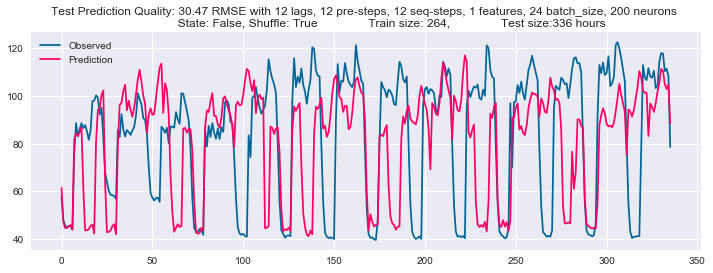 Test Prediction Quality: 30.47 RMSE with 12 lags, 12 pre-steps, 12 seq-steps, 1 features, 24 batch_size, 200 neurons
State: False, Shuffle: True Train size: 264, Test size:336 hours
Observed
Prediction
120
100
80
60
40
0 50 100 150 200 250 300 350